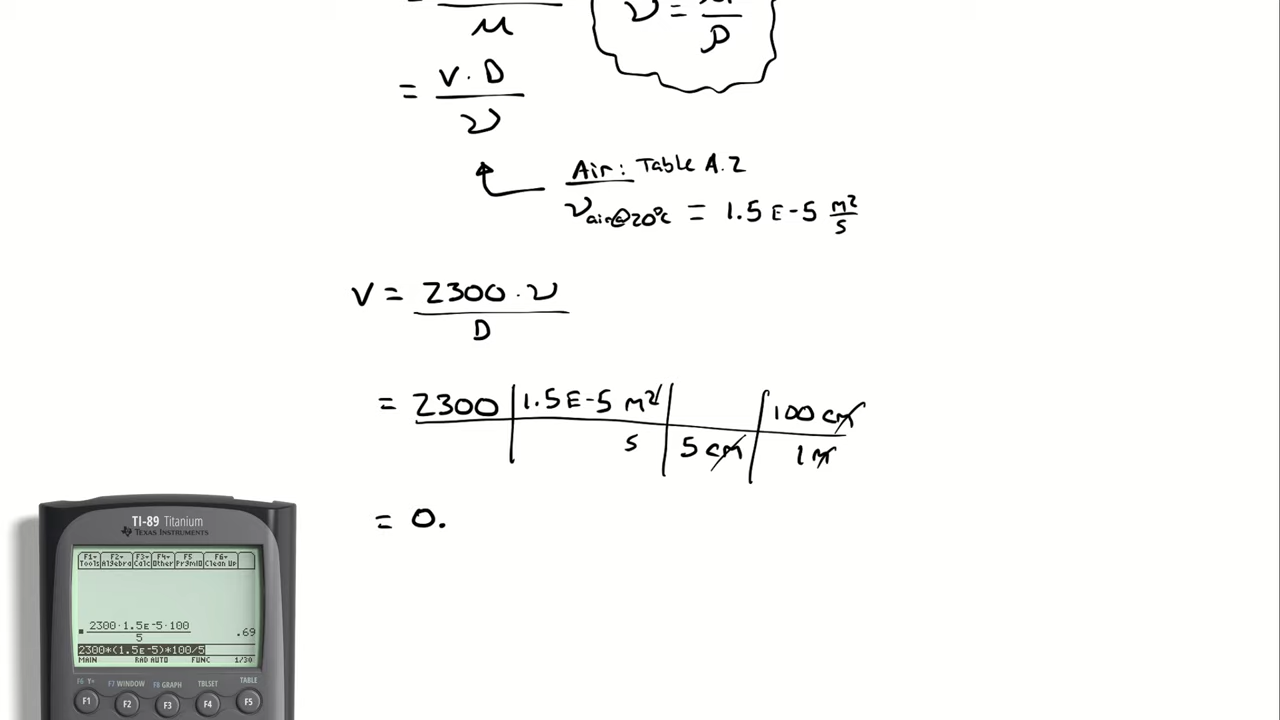 =
μ
ν = μ/ρ
= V · D / ν
Air: Table A.2
ν air@20°C = 1.5E-5 m²/s
V = 2300 · ν / D
= 2300 | 1.5E-5 m² | | 100 cm
s | 5 cm | 1 m
= 0.
TI-89 Titanium
TEXAS INSTRUMENTS
F1 F2 F3 F4 F5 F6
Tools Algebra Calc Other PrgmIO Clean Up
2300·1.5E-5·100
5
.69
2300*(1.5E-5)*100/5
MAIN RAD AUTO FUNC 1/30
F6 Y= F7 WINDOW F8 GRAPH TBLSET TABLE
F1 F2 F3 F4 F5